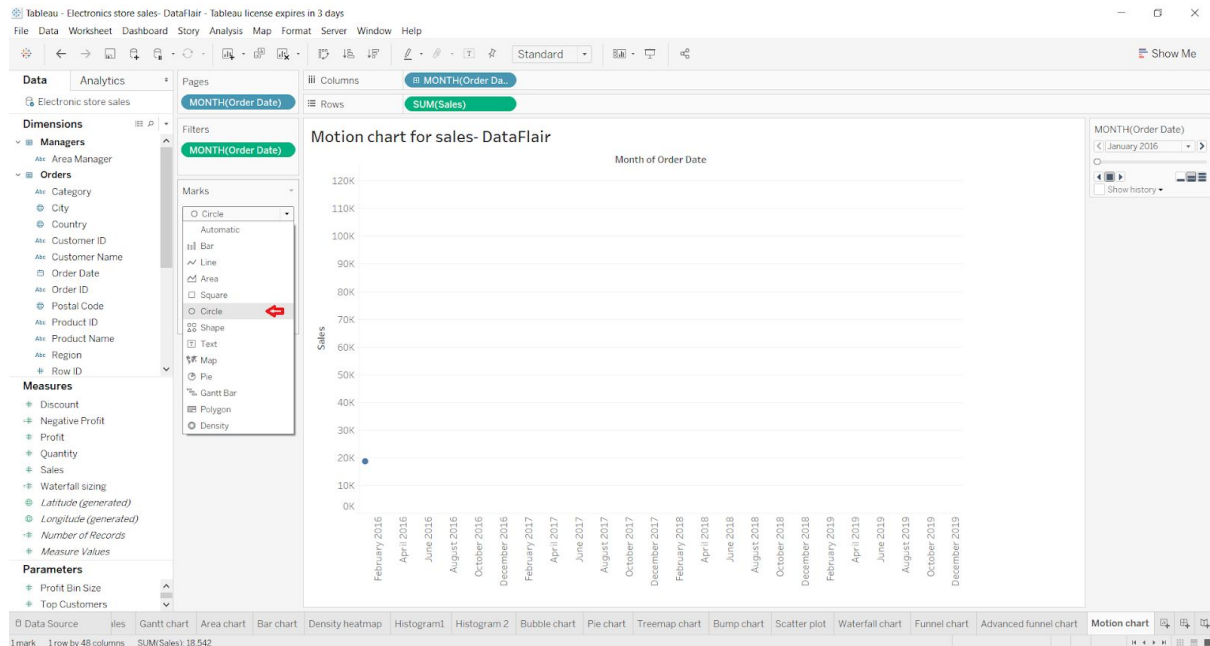 Tableau - Electronics store sales- DataFlair - Tableau license expires in 3 days
File Data Worksheet Dashboard Story Analysis Map Format Server Window Help
Standard
Show Me
Data Analytics
Electronic store sales
Dimensions
Managers
Abc Area Manager
Orders
Abc Category
City
Country
Abc Customer ID
Abc Customer Name
Order Date
Abc Order ID
Postal Code
Abc Product ID
Abc Product Name
Abc Region
# Row ID
Measures
# Discount
=# Negative Profit
# Profit
# Quantity
# Sales
=# Waterfall sizing
Latitude (generated)
Longitude (generated)
=# Number of Records
# Measure Values
Parameters
# Profit Bin Size
# Top Customers
Pages
MONTH(Order Date)
Filters
MONTH(Order Date)
Marks
Circle
Automatic
Bar
Line
Area
Square
Circle
Shape
Text
Map
Pie
Gantt Bar
Polygon
Density
Columns
MONTH(Order Da..
Rows
SUM(Sales)
Motion chart for sales- DataFlair
Month of Order Date
120K
110K
100K
90K
80K
70K
60K
50K
40K
30K
20K
10K
0K
Sales
February 2016
April 2016
June 2016
August 2016
October 2016
December 2016
February 2017
April 2017
June 2017
August 2017
October 2017
December 2017
February 2018
April 2018
June 2018
August 2018
October 2018
December 2018
February 2019
April 2019
June 2019
August 2019
October 2019
December 2019
MONTH(Order Date)
January 2016
Show history
Data Source iles Gantt chart Area chart Bar chart Density heatmap Histogram1 Histogram 2 Bubble chart Pie chart Treemap chart Bump chart Scatter plot Waterfall chart Funnel chart Advanced funnel chart Motion chart
1 mark 1 row by 48 columns SUM(Sales): 18,542